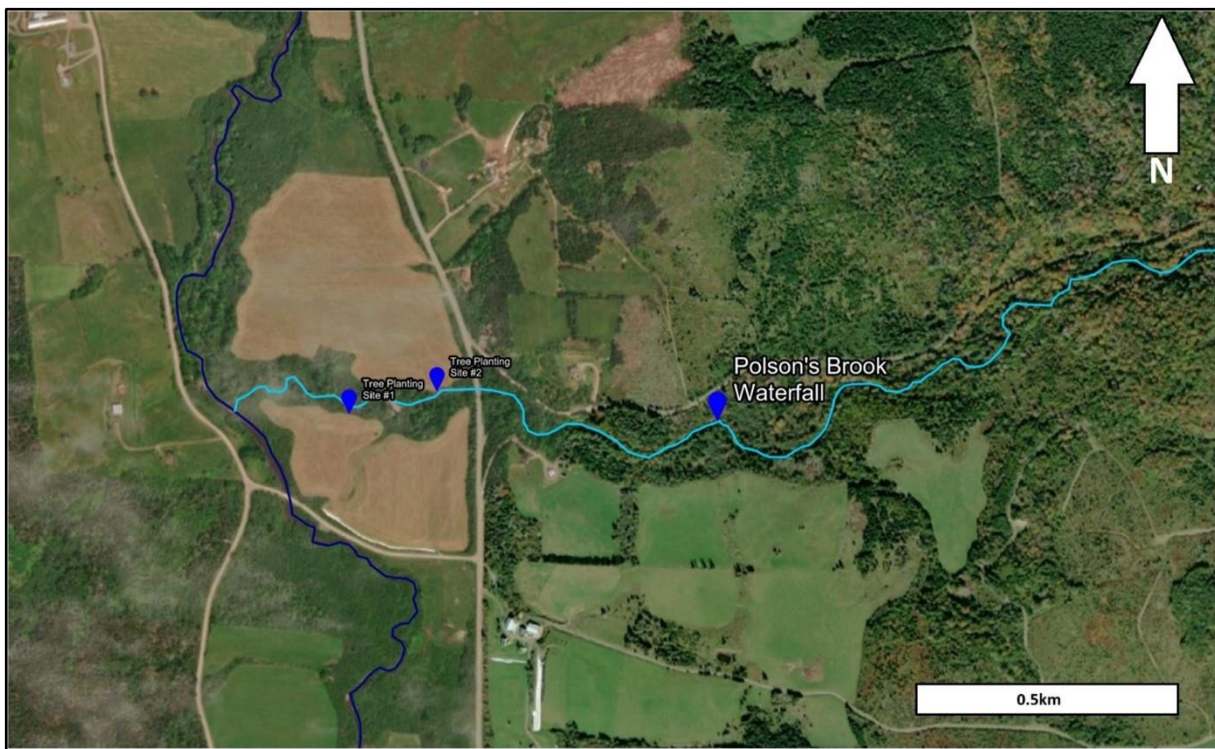 N
Tree Planting
Site #2
Tree Planting
Site #1
Polson's Brook
Waterfall
0.5km